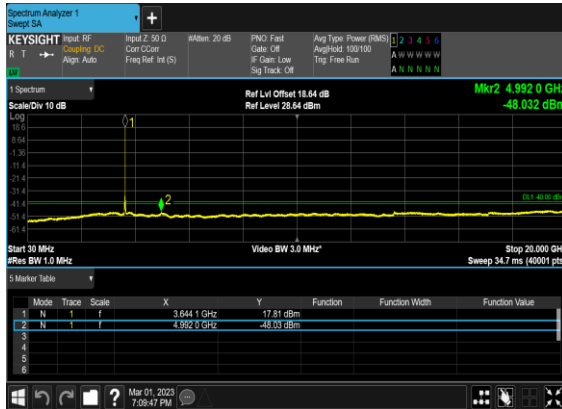 Spectrum Analyzer 1
Swept SA
+
KEYSIGHT Input: RF Input Z: 50 Ω #Atten: 20 dB PNO: Fast Avg Type: Power (RMS) 1 2 3 4 5 6
R T Coupling: DC Corr CCorr Gate: Off Avg|Hold: 100/100 A W W W W W
Align: Auto Freq Ref: Int (S) IF Gain: Low Trig: Free Run
Sig Track: Off A N N N N N
1 Spectrum Ref Lvl Offset 18.64 dB Mkr2 4.992 0 GHz
Scale/Div 10 dB Ref Level 28.64 dBm -48.032 dBm
Log
18.6
8.64
-1.36
-11.4
-21.4
-31.4
-41.4
-51.4
-61.4
1
2
DL1 -40.00 dBm
Start 30 MHz Video BW 3.0 MHz* Stop 20.000 GHz
#Res BW 1.0 MHz Sweep 34.7 ms (40001 pts)
5 Marker Table
Mode Trace Scale X Y Function Function Width Function Value
1 N 1 f 3.644 1 GHz 17.81 dBm
2 N 1 f 4.992 0 GHz -48.03 dBm
3
4
5
6
? Mar 01, 2023
7:09:47 PM